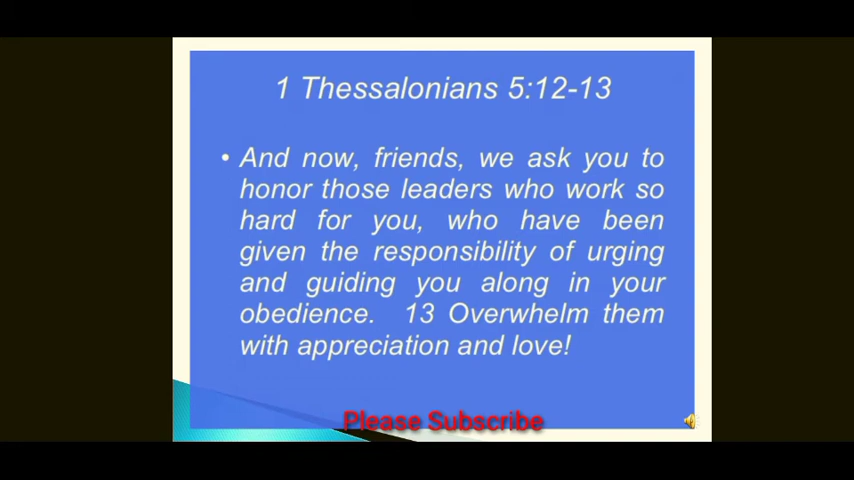 1 Thessalonians 5:12-13
• And now, friends, we ask you to
honor those leaders who work so
hard for you, who have been
given the responsibility of urging
and guiding you along in your
obedience. 13 Overwhelm them
with appreciation and love!
Please Subscribe